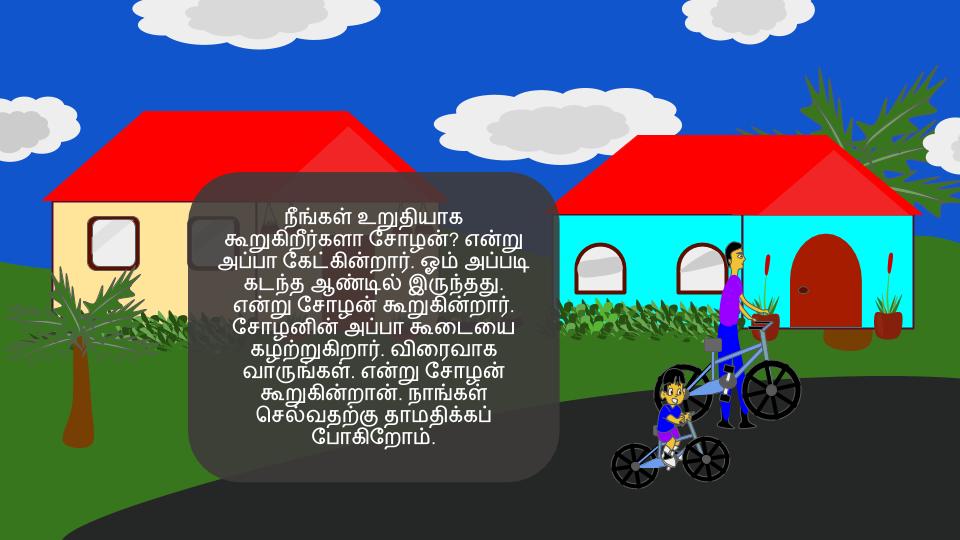 நீங்கள் உறுதியாக
கூறுகிறீர்களா சோழன்? என்று
அப்பா கேட்கின்றார். ஓம் அப்படி
கடந்த ஆண்டில் இருந்தது.
என்று சோழன் கூறுகின்றார்.
சோழனின் அப்பா கூடையை
கழற்றுகிறார். விரைவாக
வாருங்கள். என்று சோழன்
கூறுகின்றான். நாங்கள்
செல்வதற்கு தாமதிக்கப்
போகிறோம்.